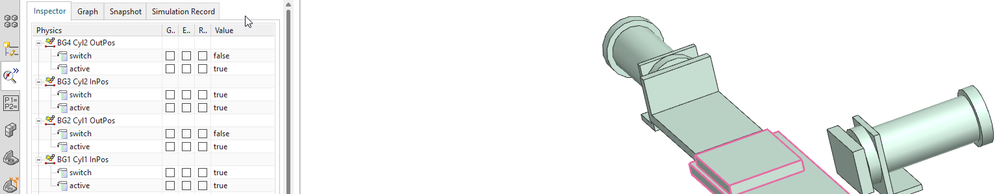 Inspector Graph Snapshot Simulation Record
Physics G.. E.. R.. Value
BG4 Cyl2 OutPos
switch false
active true
BG3 Cyl2 InPos
switch true
active true
P1=
P2=
BG2 Cyl1 OutPos
switch false
active true
BG1 Cyl1 InPos
switch true
active true